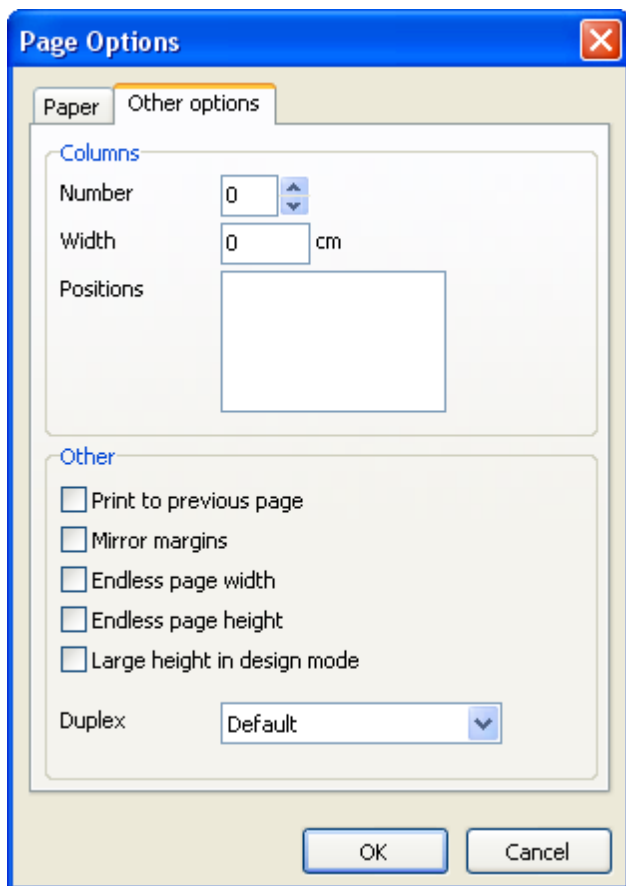 Page Options
Paper
Other options
Columns
Number
0
Width
0
cm
Positions
Other
Print to previous page
Mirror margins
Endless page width
Endless page height
Large height in design mode
Duplex
Default
OK
Cancel